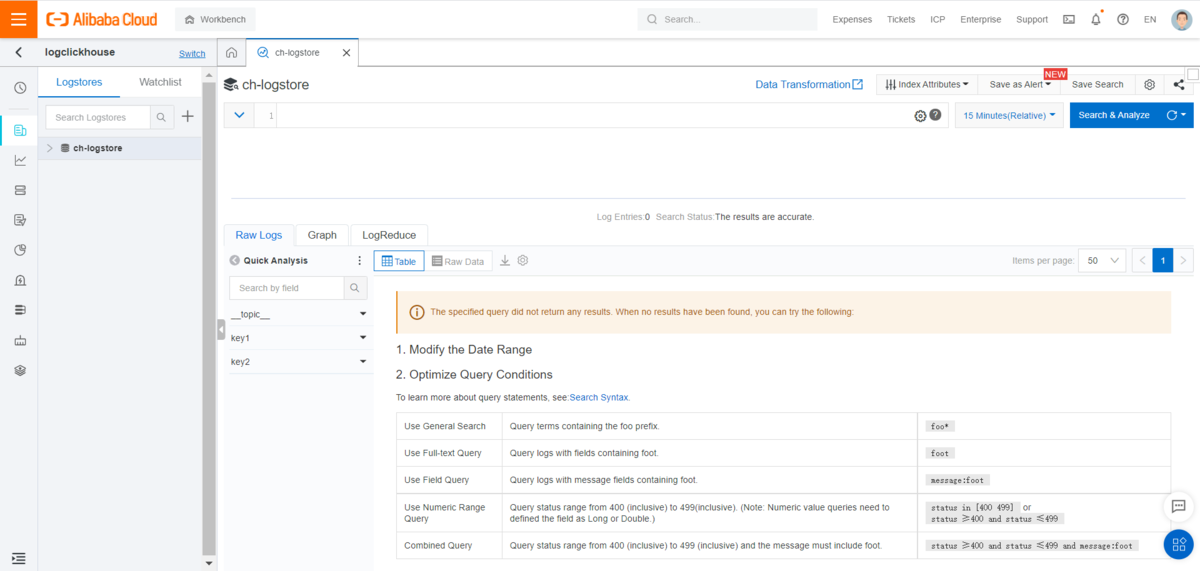 Alibaba Cloud
Workbench
Search...
Expenses
Tickets
ICP
Enterprise
Support
EN
logclickhouse
Switch
ch-logstore
Logstores
Watchlist
Search Logstores
ch-logstore
ch-logstore
Data Transformation
Index Attributes
Save as Alert
NEW
Save Search
1
15 Minutes(Relative)
Search & Analyze
Log Entries:0 Search Status:The results are accurate.
Raw Logs
Graph
LogReduce
Quick Analysis
Table
Raw Data
Items per page:
50
1
Search by field
__topic__
key1
key2
The specified query did not return any results. When no results have been found, you can try the following:
1. Modify the Date Range
2. Optimize Query Conditions
To learn more about query statements, see:Search Syntax.
Use General Search
Query terms containing the foo prefix.
foo*
Use Full-text Query
Query logs with fields containing foot.
foot
Use Field Query
Query logs with message fields containing foot.
message:foot
Use Numeric Range
Query
Query status range from 400 (inclusive) to 499(inclusive). (Note: Numeric value queries need to
defined the field as Long or Double.)
status in [400 499] or
status ≥400 and status ≤499
Combined Query
Query status range from 400 (inclusive) to 499 (inclusive) and the message must include foot.
status ≥400 and status ≤499 and message:foot